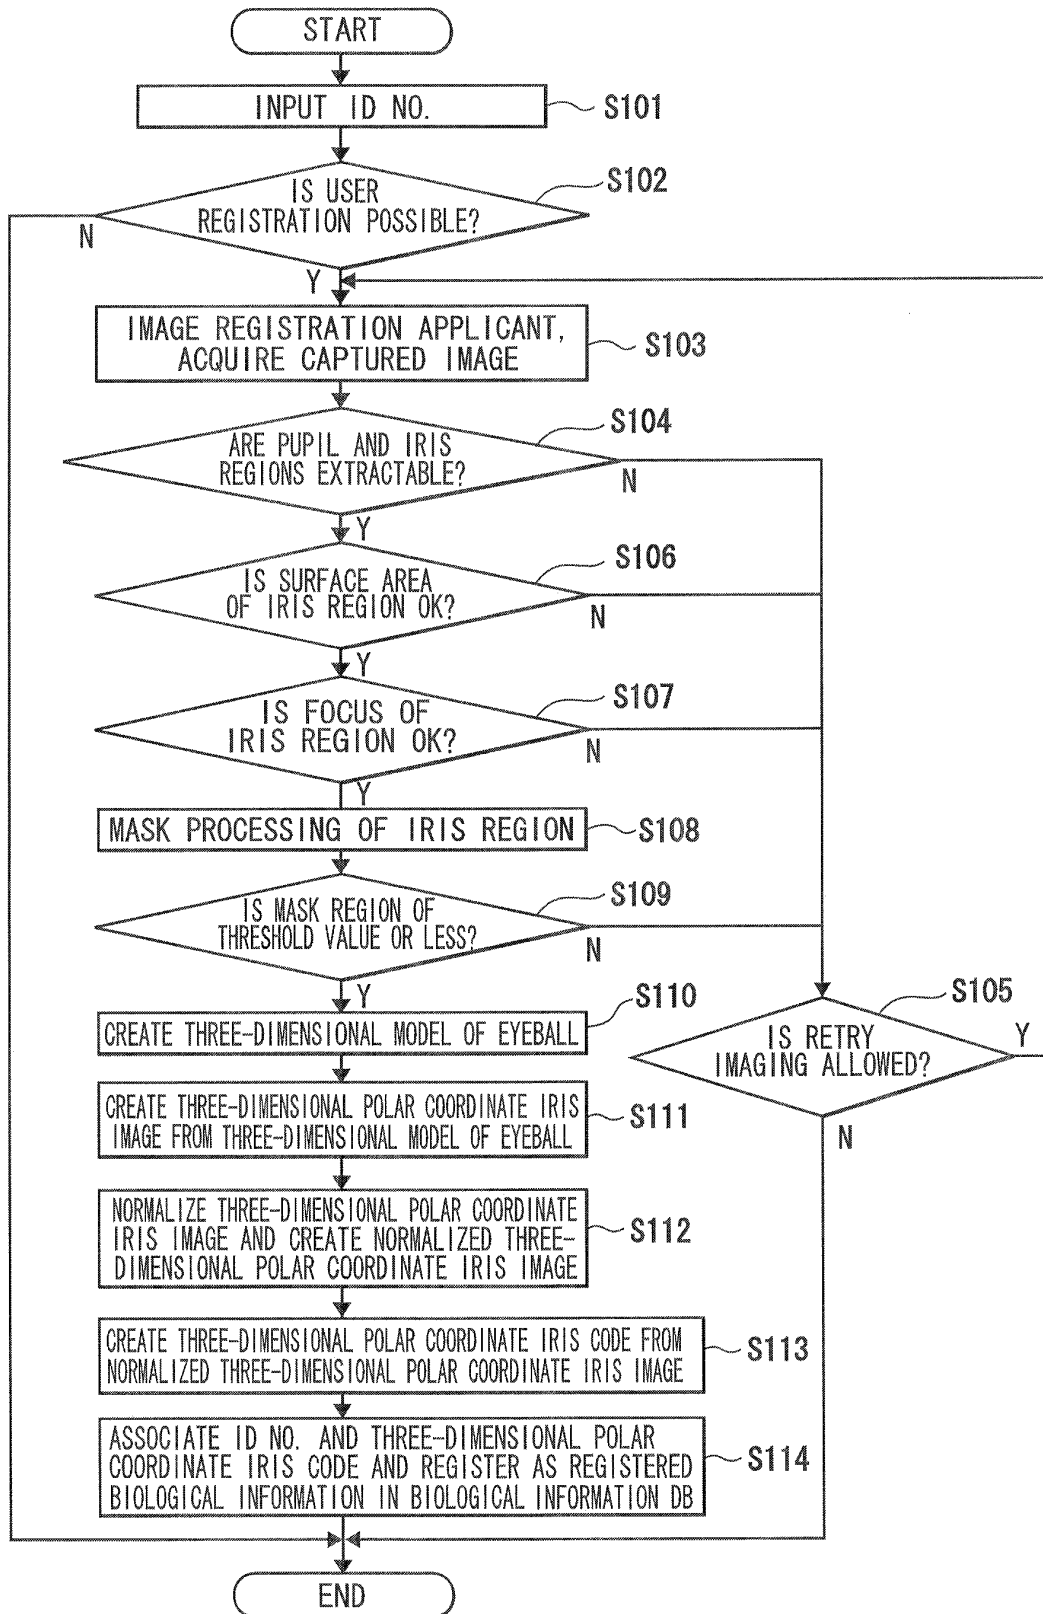 START
INPUT ID NO.
S101
IS USER
REGISTRATION POSSIBLE?
S102
N
Y
IMAGE REGISTRATION APPLICANT,
ACQUIRE CAPTURED IMAGE
S103
ARE PUPIL AND IRIS
REGIONS EXTRACTABLE?
S104
N
Y
IS SURFACE AREA
OF IRIS REGION OK?
S106
N
Y
IS FOCUS OF
IRIS REGION OK?
S107
N
Y
MASK PROCESSING OF IRIS REGION
S108
IS MASK REGION OF
THRESHOLD VALUE OR LESS?
S109
N
Y
CREATE THREE-DIMENSIONAL MODEL OF EYEBALL
S110
IS RETRY
IMAGING ALLOWED?
S105
Y
N
CREATE THREE-DIMENSIONAL POLAR COORDINATE IRIS
IMAGE FROM THREE-DIMENSIONAL MODEL OF EYEBALL
S111
NORMALIZE THREE-DIMENSIONAL POLAR COORDINATE
IRIS IMAGE AND CREATE NORMALIZED THREE-
DIMENSIONAL POLAR COORDINATE IRIS IMAGE
S112
CREATE THREE-DIMENSIONAL POLAR COORDINATE IRIS CODE FROM
NORMALIZED THREE-DIMENSIONAL POLAR COORDINATE IRIS IMAGE
S113
ASSOCIATE ID NO. AND THREE-DIMENSIONAL POLAR
COORDINATE IRIS CODE AND REGISTER AS REGISTERED
BIOLOGICAL INFORMATION IN BIOLOGICAL INFORMATION DB
S114
END